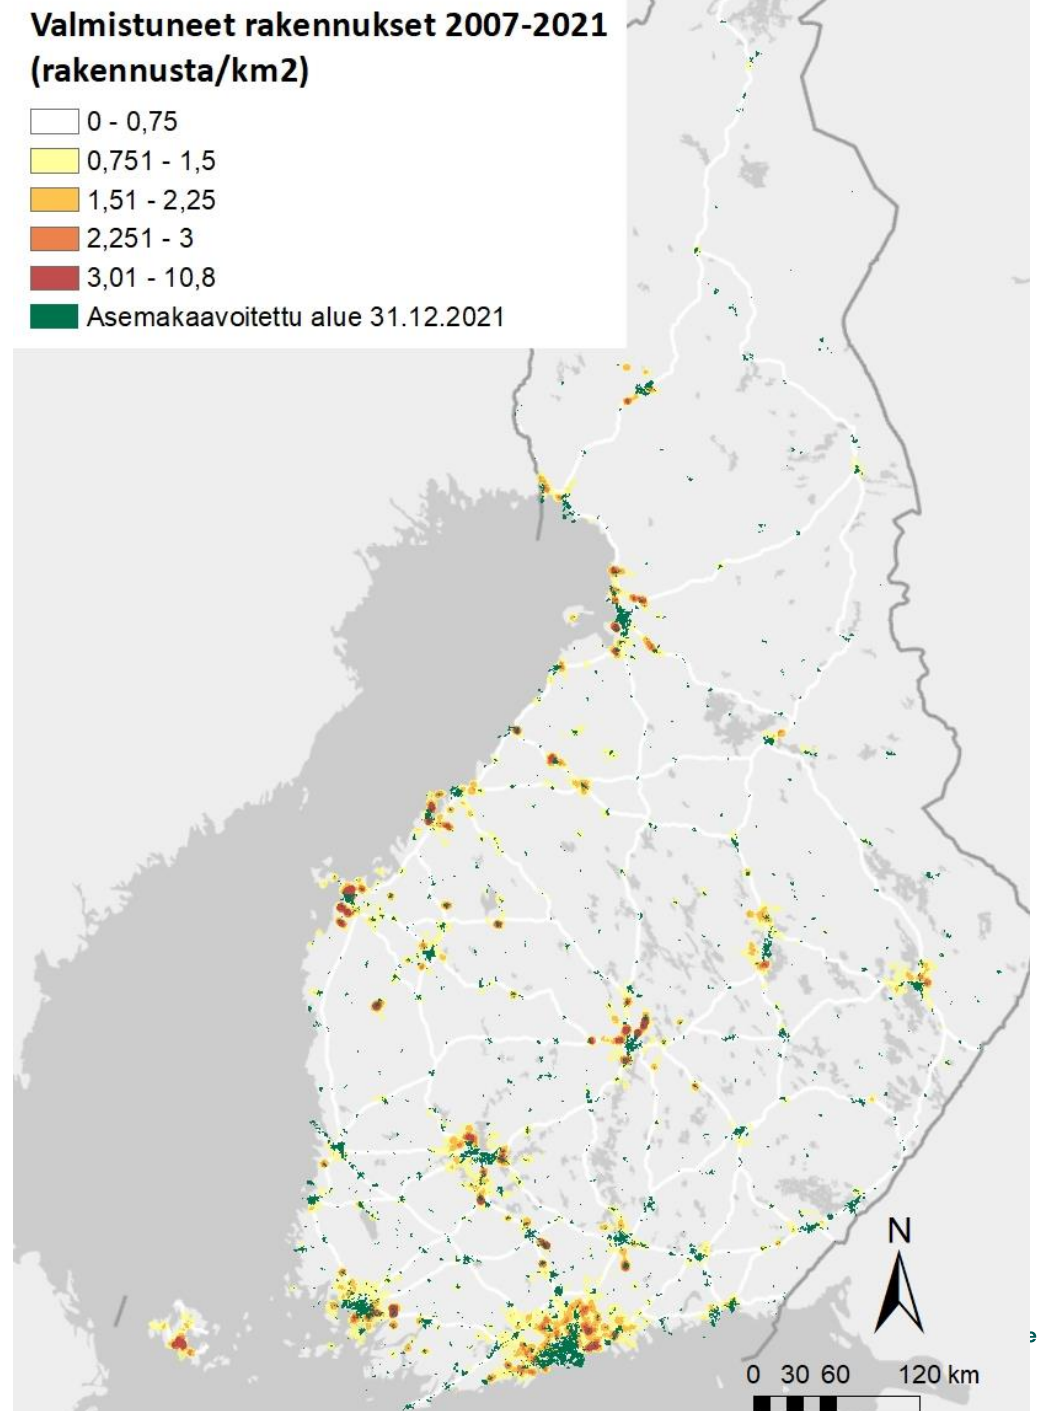 Valmistuneet rakennukset 2007-2021
(rakennusta/km2)
0 - 0,75
0,751 - 1,5
1,51 - 2,25
2,251 - 3
3,01 - 10,8
Asemakaavoitettu alue 31.12.2021
N
e
0 30 60 120 km